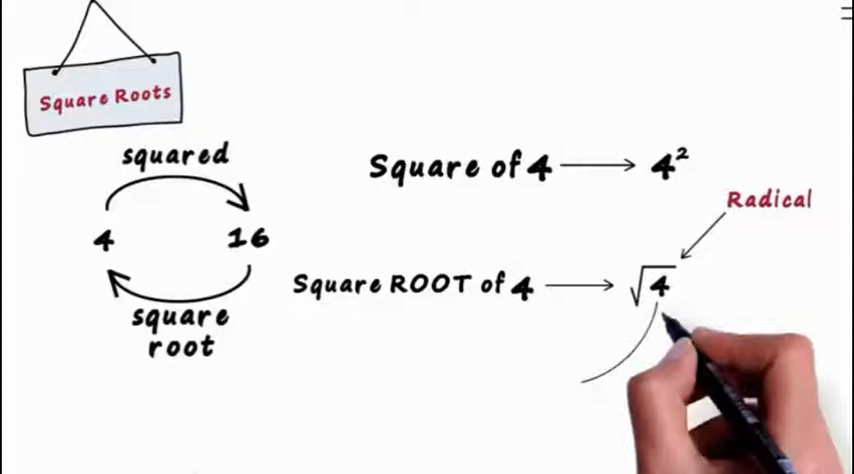 Square Roots
squared
4 16
square
root
Square of 4 → 4²
Radical
Square ROOT of 4 → √4